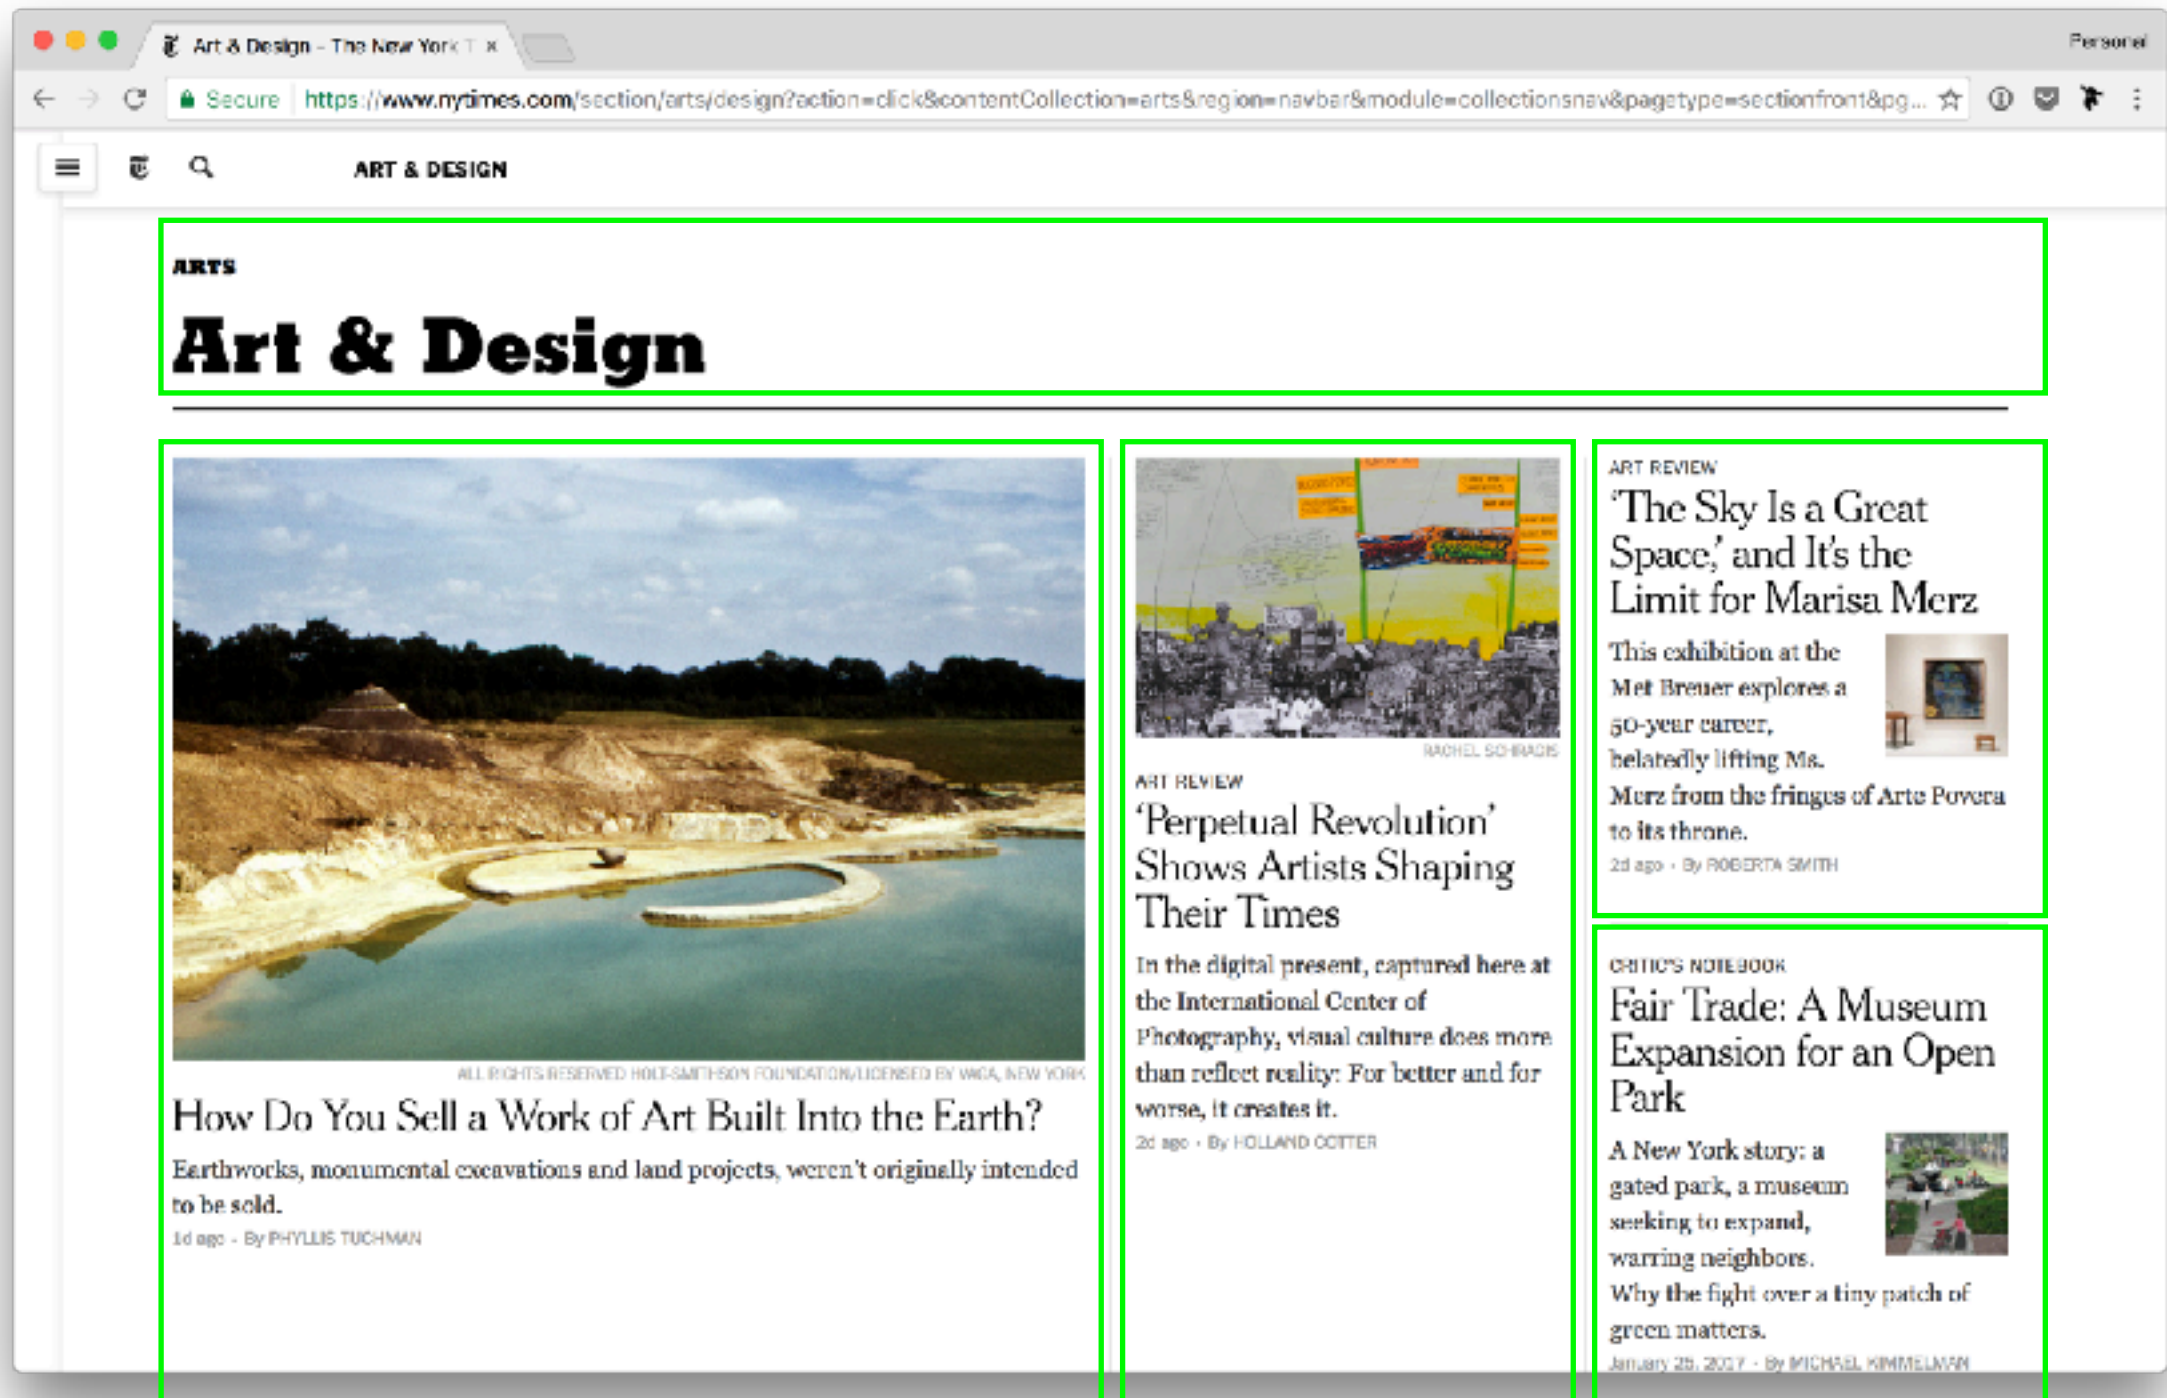 Art & Design - The New York T
Personal
Secure https://www.nytimes.com/section/arts/design?action=click&contentCollection=arts&region=navbar&module=collectionsnav&pagetype=sectionfront&pg...
ART & DESIGN
ARTS
Art & Design
ALL RIGHTS RESERVED HOLT-SMITHSON FOUNDATION/LICENSED BY VAGA, NEW YORK
How Do You Sell a Work of Art Built Into the Earth?
Earthworks, monumental excavations and land projects, weren't originally intended
to be sold.
1d ago · By PHYLLIS TUCHMAN
RACHEL SCHRAGIS
ART REVIEW
‘Perpetual Revolution’
Shows Artists Shaping
Their Times
In the digital present, captured here at
the International Center of
Photography, visual culture does more
than reflect reality: For better and for
worse, it creates it.
2d ago · By HOLLAND COTTER
ART REVIEW
‘The Sky Is a Great
Space,’ and It’s the
Limit for Marisa Merz
This exhibition at the
Met Breuer explores a
50-year career,
belatedly lifting Ms.
Merz from the fringes of Arte Povera
to its throne.
2d ago · By ROBERTA SMITH
CRITIC'S NOTEBOOK
Fair Trade: A Museum
Expansion for an Open
Park
A New York story: a
gated park, a museum
seeking to expand,
warring neighbors.
Why the fight over a tiny patch of
green matters.
January 25, 2017 · By MICHAEL KIMMELMAN